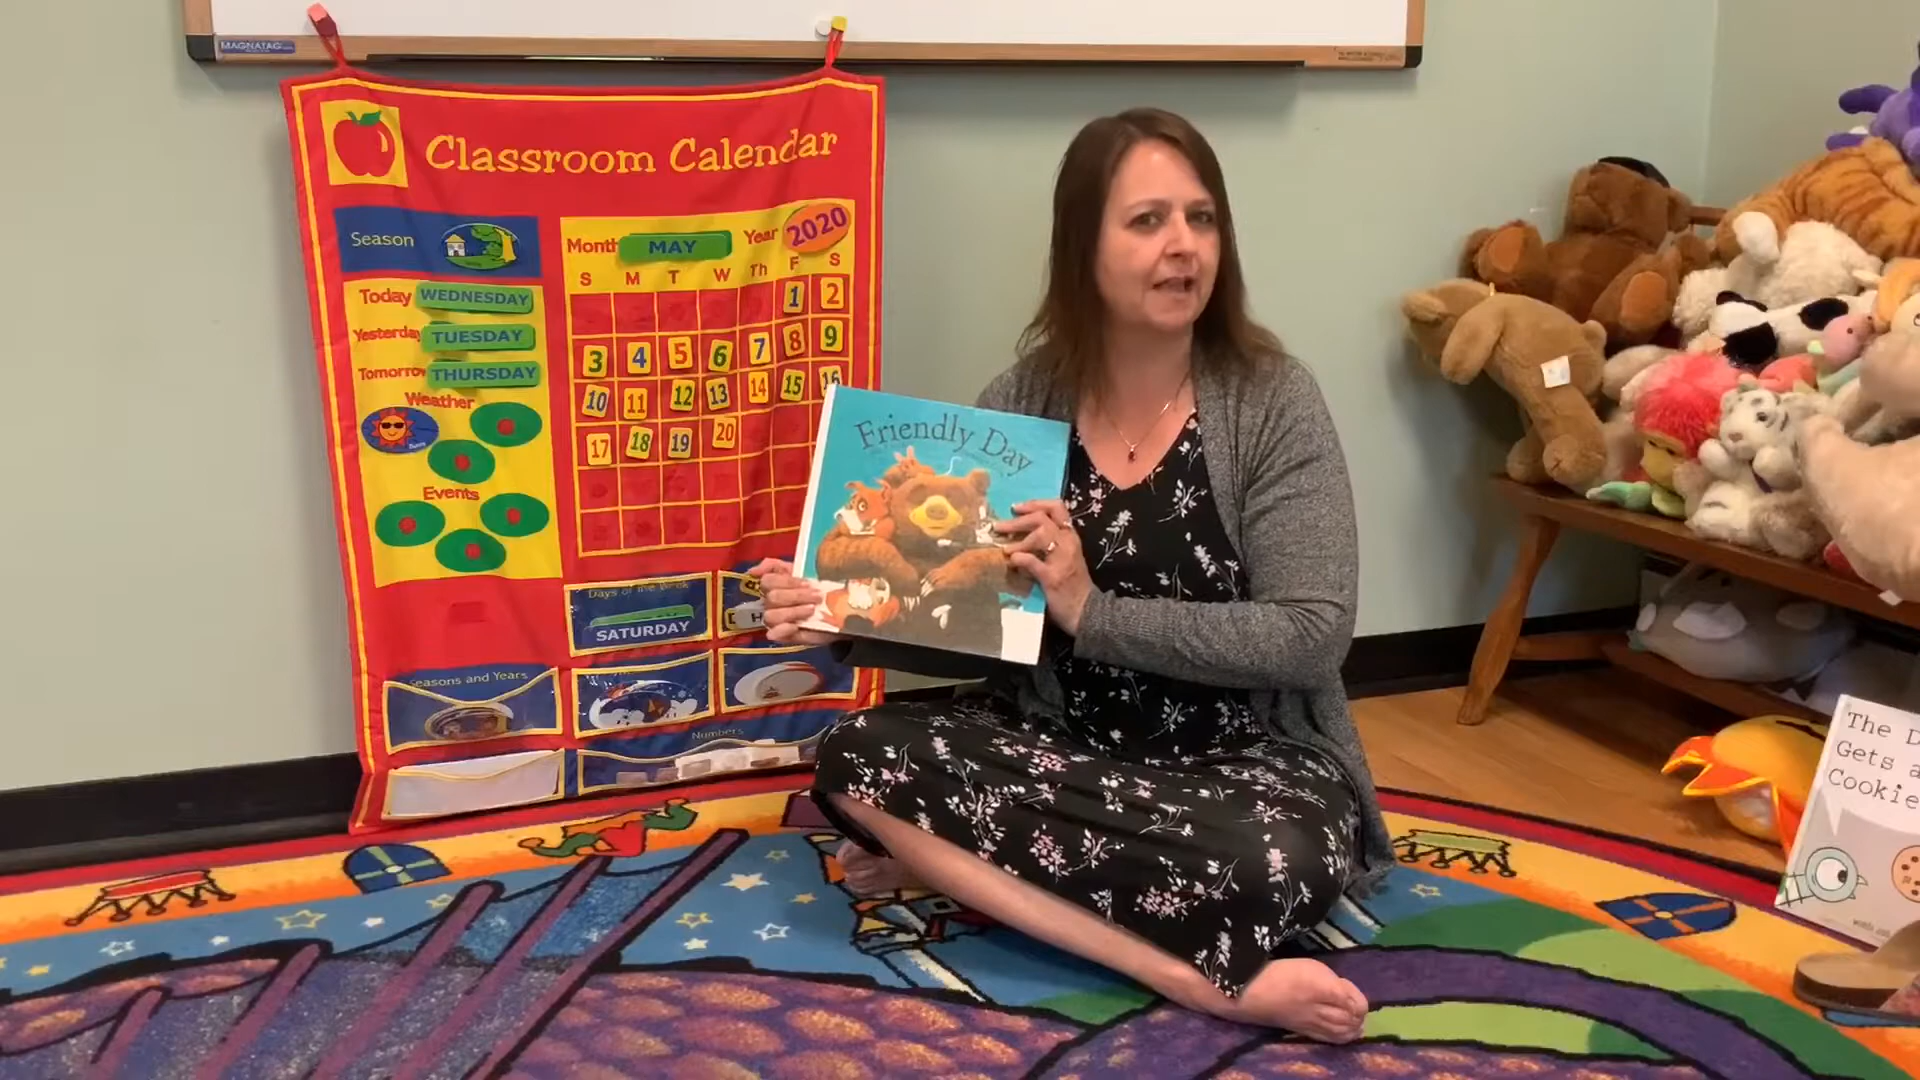 MAGNATAG
Classroom Calendar
Season
Month MAY Year 2020
S M T W Th F S
Today WEDNESDAY
Yesterday TUESDAY
Tomorrow THURSDAY
Weather
Events
1 2
3 4 5 6 7 8 9
10 11 12 13 14 15 16
17 18 19 20
Days of the Week
SATURDAY
H
Seasons and Years
Numbers
Friendly Day
The D
Gets a
Cookie
words and